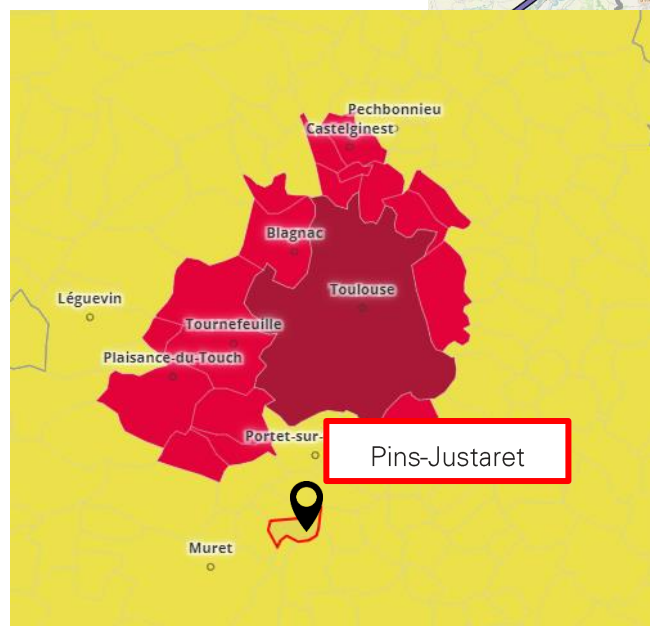 Pechbonnieu
Castelginest
Blagnac
Léguevin
Toulouse
Tournefeuille
Plaisance-du-Touch
Portet-sur-
Pins-Justaret
Muret